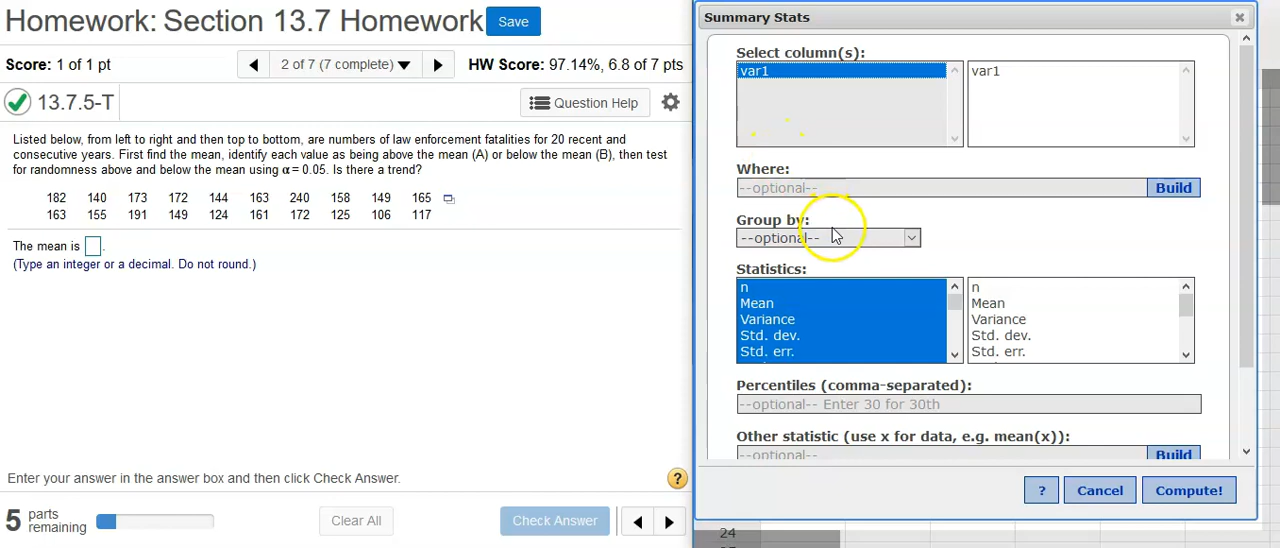 Homework: Section 13.7 Homework Save
Score: 1 of 1 pt 2 of 7 (7 complete) HW Score: 97.14%, 6.8 of 7 pts
13.7.5-T Question Help
Listed below, from left to right and then top to bottom, are numbers of law enforcement fatalities for 20 recent and
consecutive years. First find the mean, identify each value as being above the mean (A) or below the mean (B), then test
for randomness above and below the mean using α = 0.05. Is there a trend?
182 140 173 172 144 163 240 158 149 165
163 155 191 149 124 161 172 125 106 117
The mean is .
(Type an integer or a decimal. Do not round.)
Enter your answer in the answer box and then click Check Answer. ?
5 parts
remaining
Clear All Check Answer
Summary Stats
Select column(s):
var1 var1
Where:
--optional-- Build
Group by:
--optional--
Statistics:
n n
Mean Mean
Variance Variance
Std. dev. Std. dev.
Std. err. Std. err.
Percentiles (comma-separated):
--optional-- Enter 30 for 30th
Other statistic (use x for data, e.g. mean(x)):
--optional-- Build
? Cancel Compute!
24